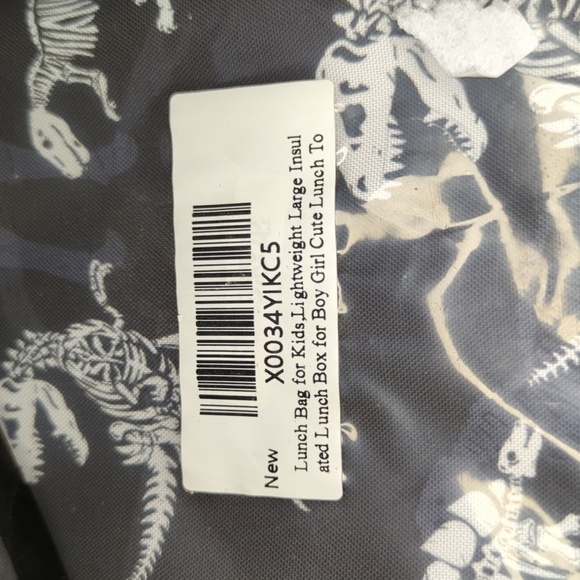 X0034YIKC5
New
Lunch Bag for Kids,Lightweight Large Insul
ated Lunch Box for Boy Girl Cute Lunch To